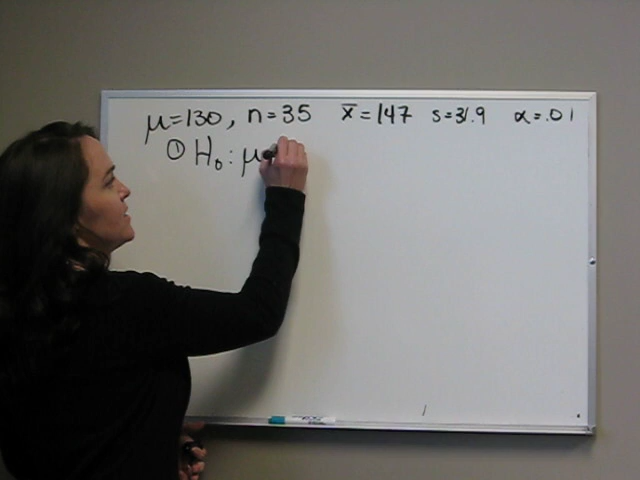 μ=130, n=35 x̄=147 s=31.9 α=.01
① H₀: μ